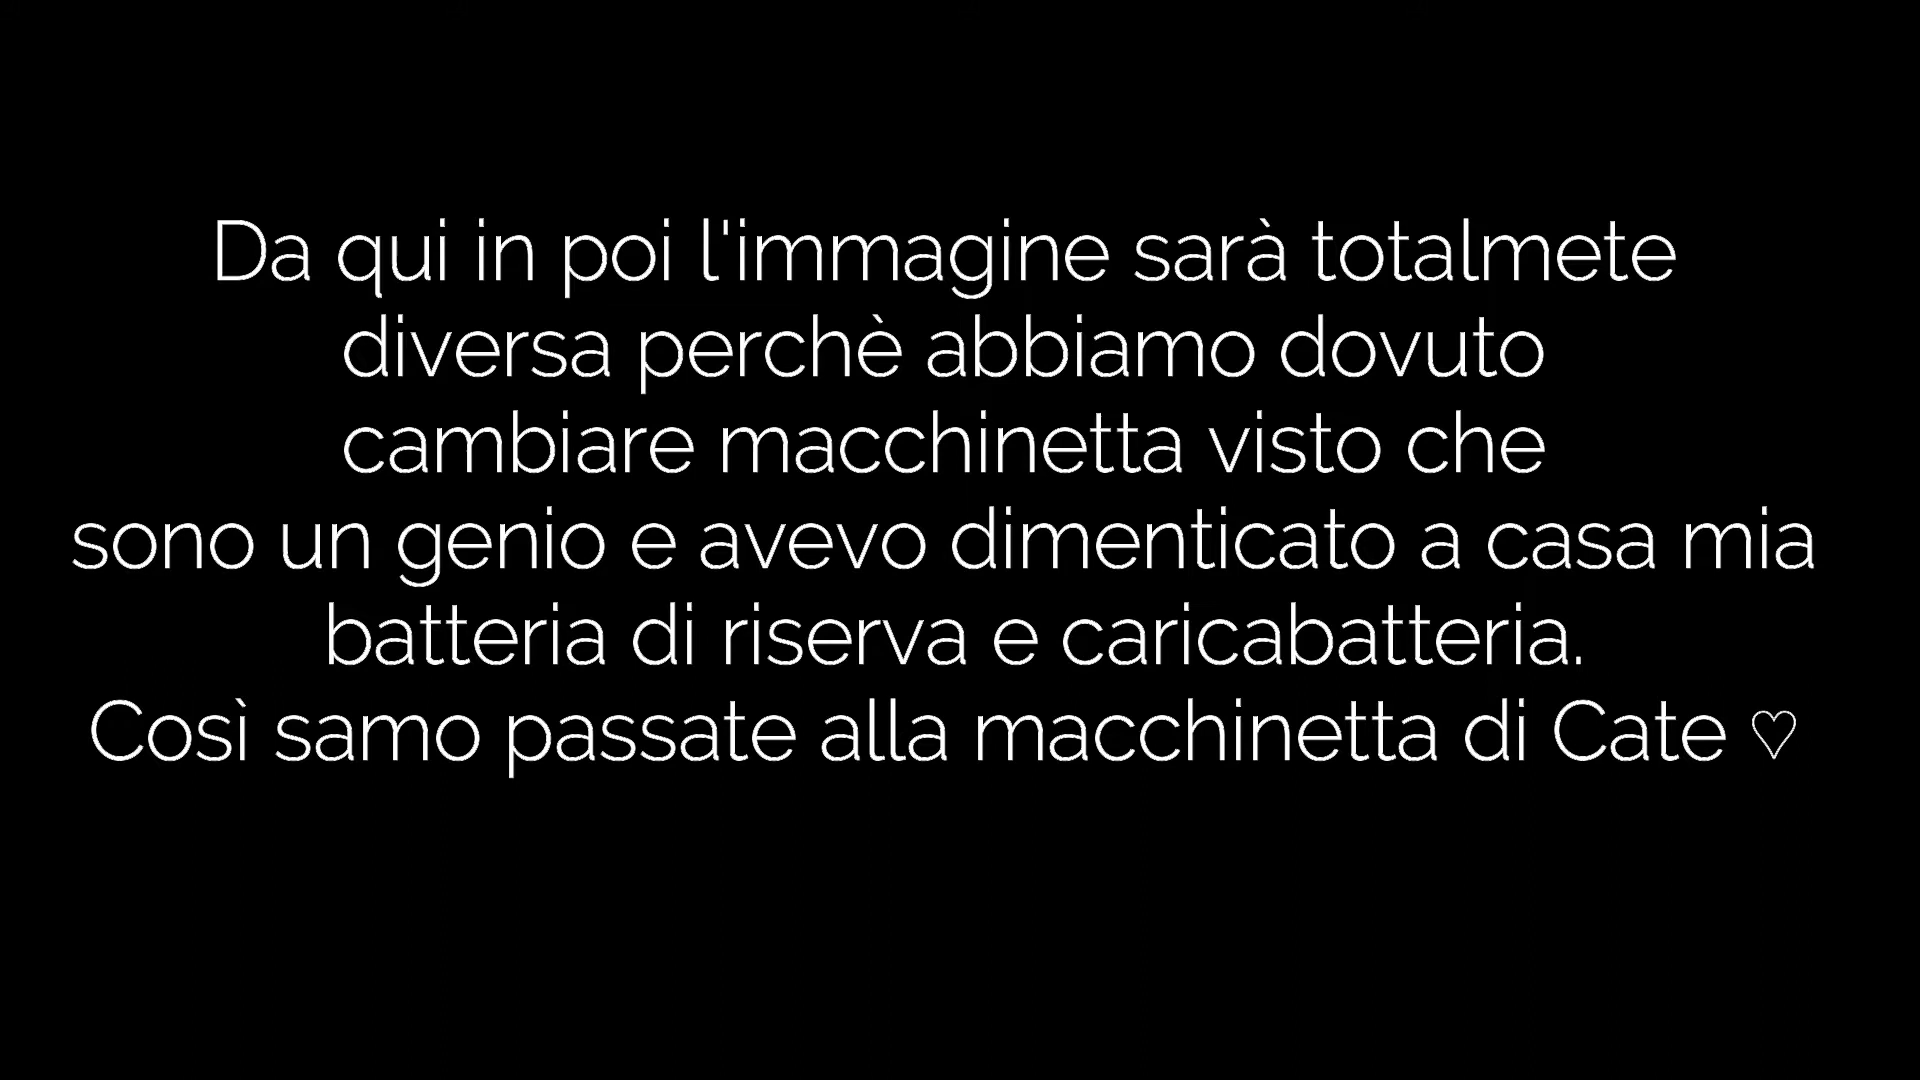 Da qui in poi l'immagine sarà totalmete
diversa perchè abbiamo dovuto
cambiare macchinetta visto che
sono un genio e avevo dimenticato a casa mia
batteria di riserva e caricabatteria.
Così samo passate alla macchinetta di Cate ♡